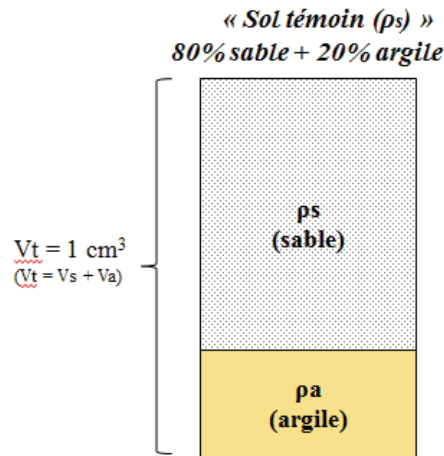 « Sol témoin (ρs) »
80% sable + 20% argile
Vt = 1 cm³
(Vt = Vs + Va)
ρs
(sable)
ρa
(argile)